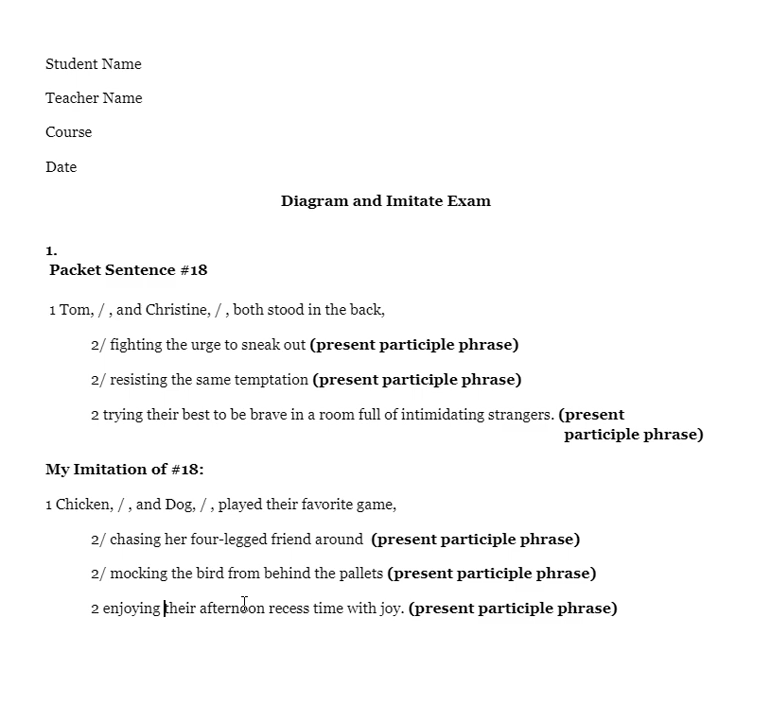 Student Name
Teacher Name
Course
Date
Diagram and Imitate Exam
1.
Packet Sentence #18
1 Tom, / , and Christine, / , both stood in the back,
2/ fighting the urge to sneak out (present participle phrase)
2/ resisting the same temptation (present participle phrase)
2 trying their best to be brave in a room full of intimidating strangers. (present
participle phrase)
My Imitation of #18:
1 Chicken, / , and Dog, / , played their favorite game,
2/ chasing her four-legged friend around (present participle phrase)
2/ mocking the bird from behind the pallets (present participle phrase)
2 enjoying their afternoon recess time with joy. (present participle phrase)